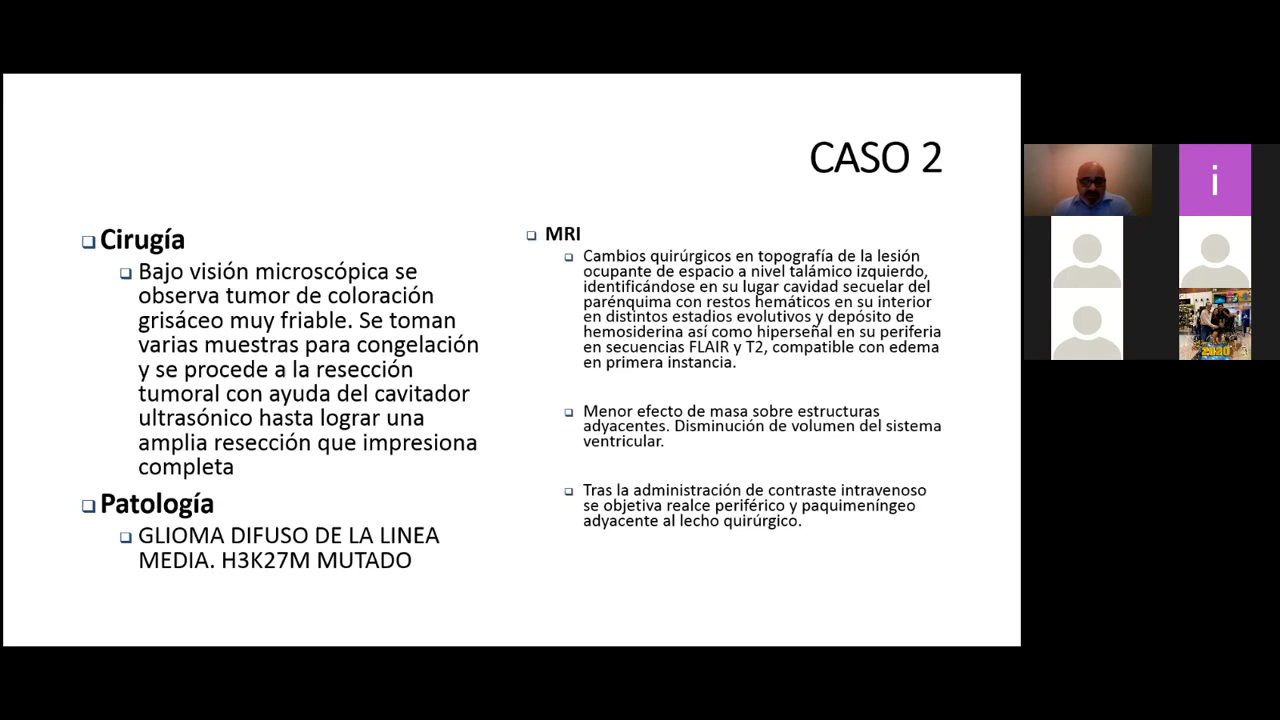 CASO 2
Cirugía
Bajo visión microscópica se
observa tumor de coloración
grisáceo muy friable. Se toman
varias muestras para congelación
y se procede a la resección
tumoral con ayuda del cavitador
ultrasónico hasta lograr una
amplia resección que impresiona
completa
Patología
GLIOMA DIFUSO DE LA LINEA
MEDIA. H3K27M MUTADO
MRI
Cambios quirúrgicos en topografía de la lesión
ocupante de espacio a nivel talámico izquierdo,
identificándose en su lugar cavidad secuelar del
parénquima con restos hemáticos en su interior
en distintos estadios evolutivos y depósito de
hemosiderina así como hiperseñal en su periferia
en secuencias FLAIR y T2, compatible con edema
en primera instancia.
Menor efecto de masa sobre estructuras
adyacentes. Disminución de volumen del sistema
ventricular.
Tras la administración de contraste intravenoso
se objetiva realce periférico y paquimeníngeo
adyacente al lecho quirúrgico.
i
2020